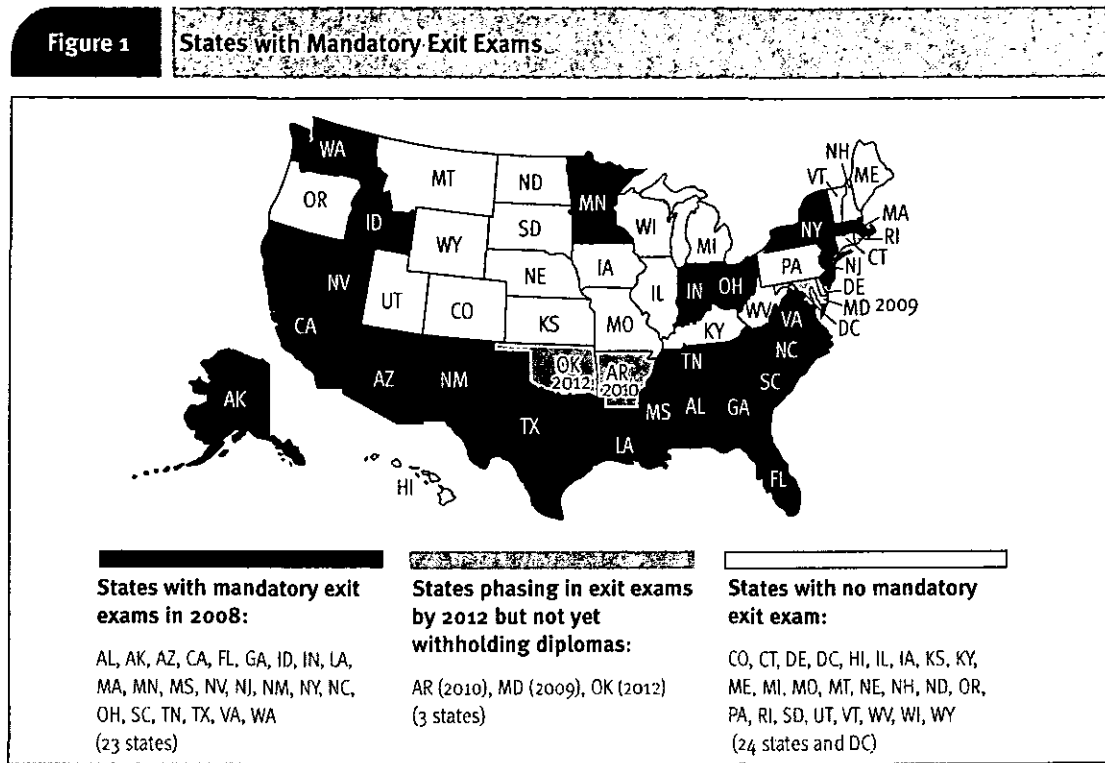 Figure 1
States with Mandatory Exit Exams
WA
MT
ND
MN
OR
ID
SD
WI
MI
NY
NH
VT
ME
MA
RI
CT
WY
NV
UT
CO
NE
IA
IL
IN
OH
PA
NJ
DE
MD 2009
DC
WV
VA
KY
CA
KS
MO
AZ
NM
OK
2012
AR
2010
TN
NC
SC
MS
AL
GA
TX
LA
FL
AK
HI
States with mandatory exit
exams in 2008:
AL, AK, AZ, CA, FL, GA, ID, IN, LA,
MA, MN, MS, NV, NJ, NM, NY, NC,
OH, SC, TN, TX, VA, WA
(23 states)
States phasing in exit exams
by 2012 but not yet
withholding diplomas:
AR (2010), MD (2009), OK (2012)
(3 states)
States with no mandatory
exit exam:
CO, CT, DE, DC, HI, IL, IA, KS, KY,
ME, MI, MO, MT, NE, NH, ND, OR,
PA, RI, SD, UT, VT, WV, WI, WY
(24 states and DC)